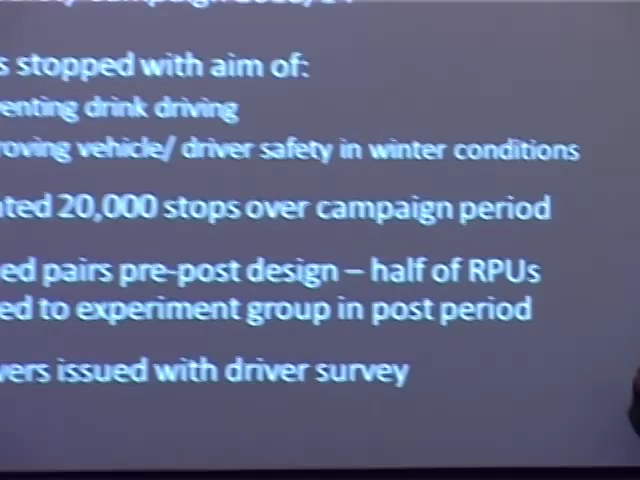 s stopped with aim of:
enting drink driving
roving vehicle/ driver safety in winter conditions
ated 20,000 stops over campaign period
ed pairs pre-post design – half of RPUs
ed to experiment group in post period
vers issued with driver survey